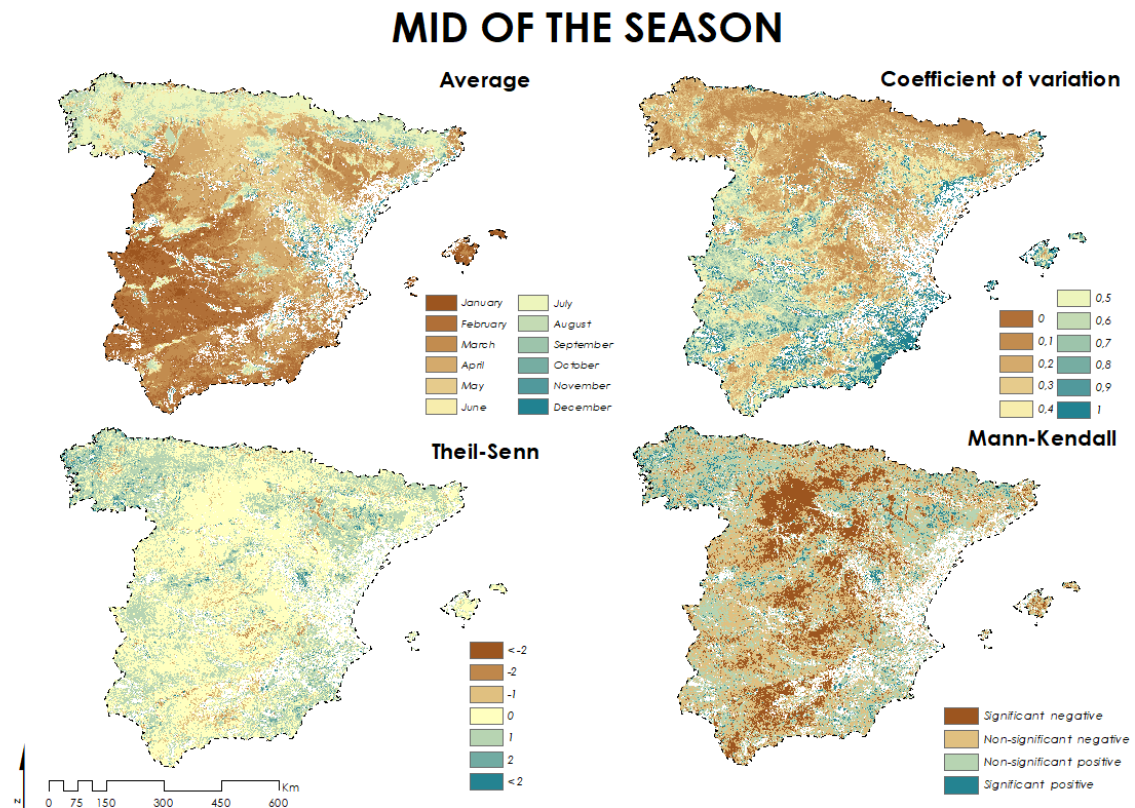 MID OF THE SEASON
Average
Coefficient of variation
January
February
March
April
May
June
July
August
September
October
November
December
0
0,1
0,2
0,3
0,4
0,5
0,6
0,7
0,8
0,9
1
Theil-Senn
Mann-Kendall
<-2
-2
-1
0
1
2
<2
Significant negative
Non-significant negative
Non-significant positive
Significant positive
N
Km
0 75 150 300 450 600